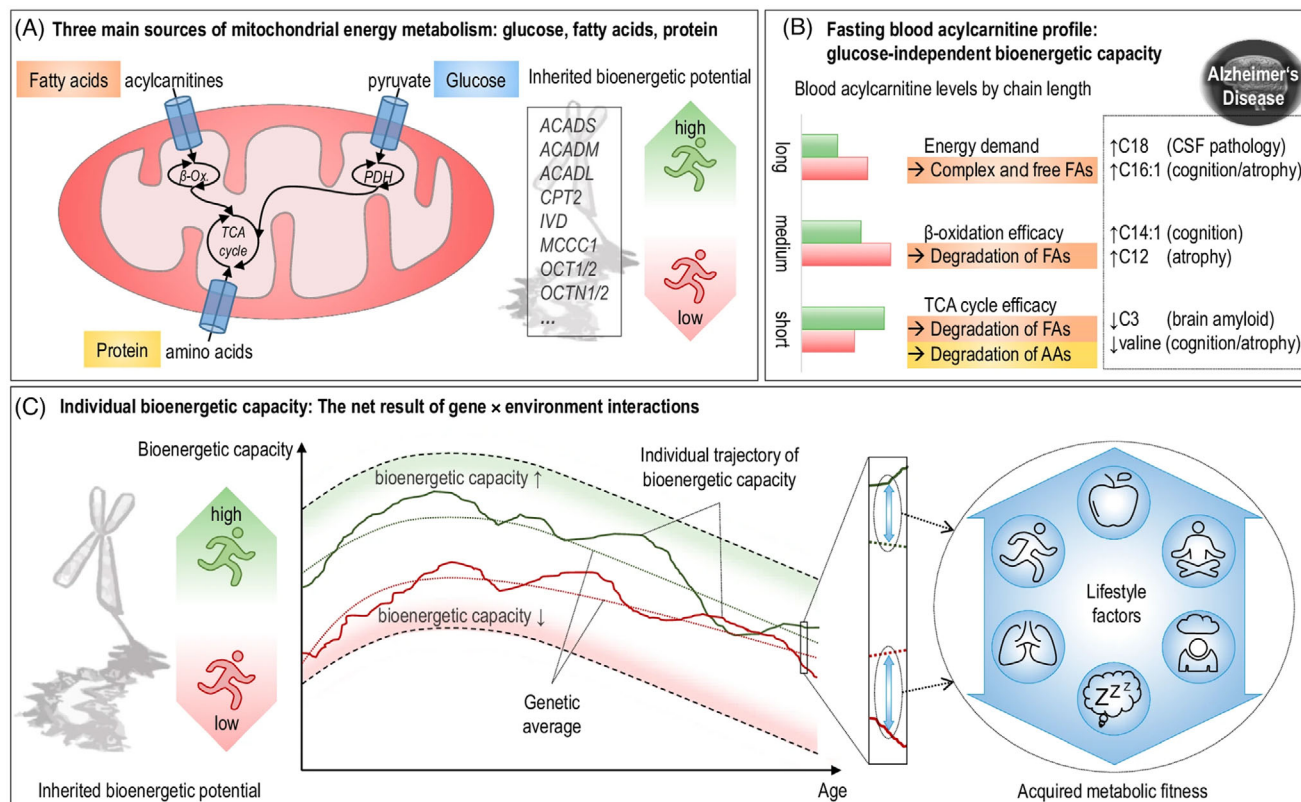 (A) Three main sources of mitochondrial energy metabolism: glucose, fatty acids, protein
Fatty acids acylcarnitines
pyruvate Glucose
β-Ox.
PDH
TCA
cycle
Protein amino acids
Inherited bioenergetic potential
ACADS
ACADM
ACADL
CPT2
IVD
MCCC1
OCT1/2
OCTN1/2
...
high
low
(B) Fasting blood acylcarnitine profile:
glucose-independent bioenergetic capacity
Alzheimer's
Disease
Blood acylcarnitine levels by chain length
long
Energy demand
→ Complex and free FAs
↑C18 (CSF pathology)
↑C16:1 (cognition/atrophy)
medium
β-oxidation efficacy
→ Degradation of FAs
↑C14:1 (cognition)
↑C12 (atrophy)
short
TCA cycle efficacy
→ Degradation of FAs
→ Degradation of AAs
↓C3 (brain amyloid)
↓valine (cognition/atrophy)
(C) Individual bioenergetic capacity: The net result of gene × environment interactions
Bioenergetic capacity
high
low
Inherited bioenergetic potential
bioenergetic capacity ↑
Individual trajectory of
bioenergetic capacity
bioenergetic capacity ↓
Genetic
average
Age
Lifestyle
factors
ZZZ
Acquired metabolic fitness